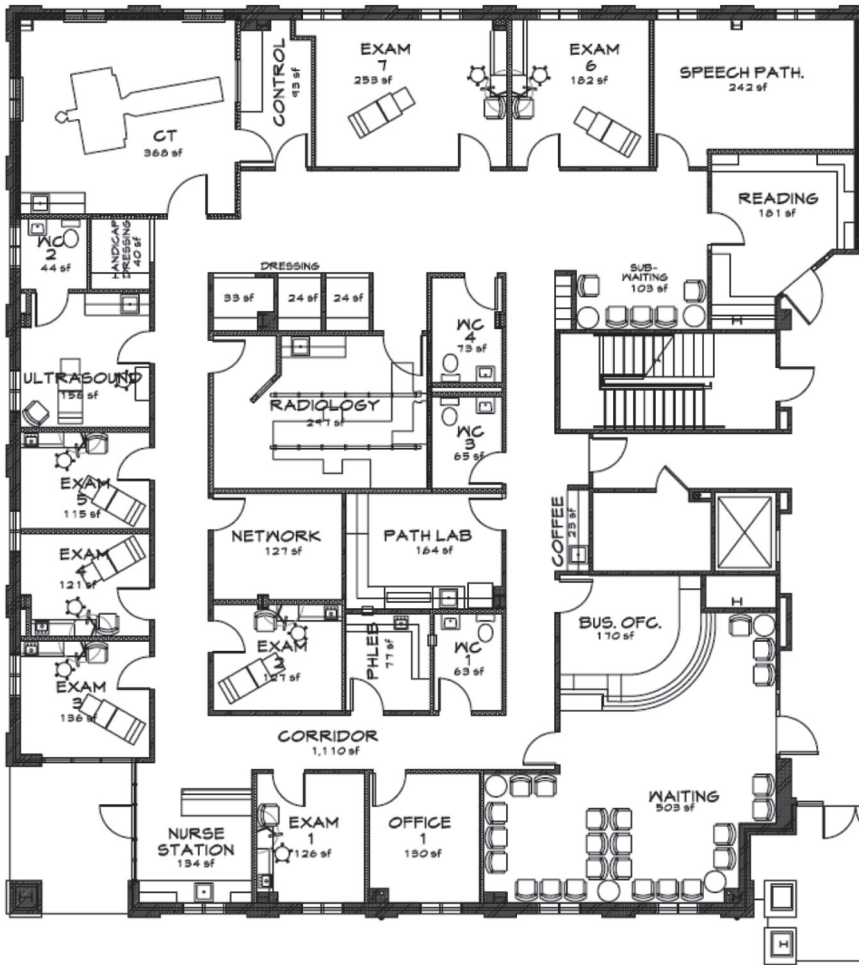 CONTROL
93 sf
EXAM
7
253 sf
EXAM
6
182 sf
SPEECH PATH.
242 sf
CT
368 sf
READING
181 sf
WC
2
44 sf
HANDICAP
DRESSING
40 sf
DRESSING
33 sf
24 sf
24 sf
SUB-
WAITING
103 sf
WC
4
73 sf
ULTRASOUND
156 sf
RADIOLOGY
297 sf
WC
3
65 sf
EXAM
5
115 sf
NETWORK
127 sf
PATH LAB
164 sf
COFFEE
23 sf
EXAM
4
121 sf
BUS. OFC.
170 sf
EXAM
2
127 sf
PHLEB
77 sf
WC
1
63 sf
EXAM
3
136 sf
CORRIDOR
1,110 sf
WAITING
503 sf
NURSE
STATION
134 sf
EXAM
1
126 sf
OFFICE
1
130 sf